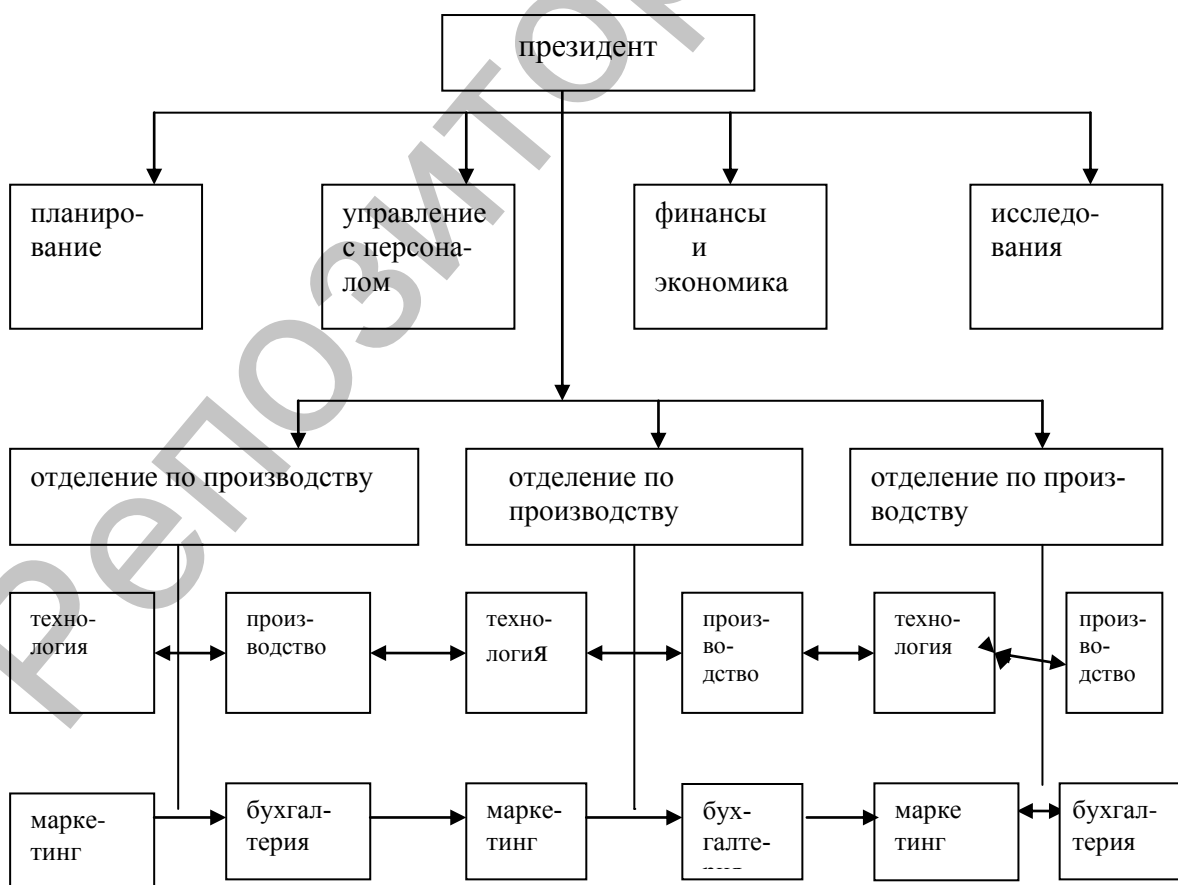 президент
планиро-
вание
управление
с персона-
лом
финансы
и
экономика
исследо-
вания
отделение по производству
отделение по
производству
отделение по произ-
водству
техно-
логия
произ-
водство
техно-
логия
произ-
во-
дство
техно-
логия
произ-
во-
дство
марке-
тинг
бухгал-
терия
марке-
тинг
бух-
галте-
марке
тинг
бухгал-
терия
Репозитор